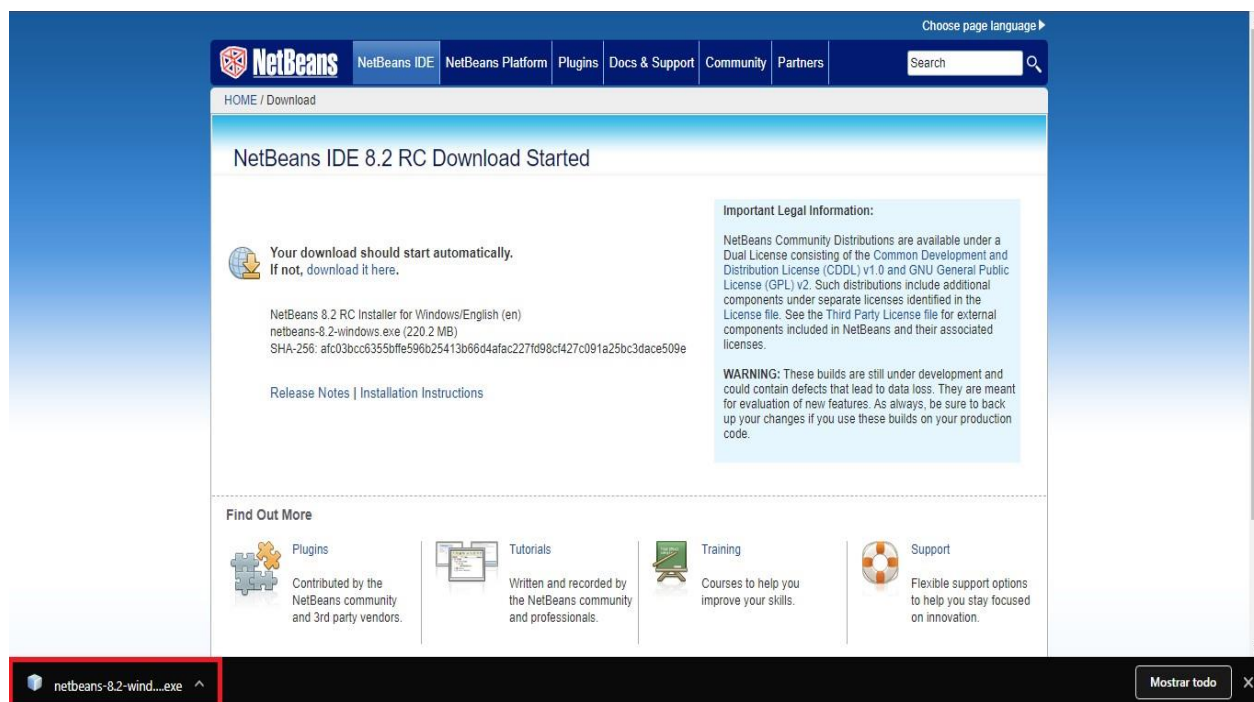 Choose page language
NetBeans
NetBeans IDE
NetBeans Platform
Plugins
Docs & Support
Community
Partners
Search
HOME / Download
NetBeans IDE 8.2 RC Download Started
Your download should start automatically.
If not, download it here.
NetBeans 8.2 RC Installer for Windows/English (en)
netbeans-8.2-windows.exe (220.2 MB)
SHA-256: afc03bcc6355bffe596b25413b66d4afac227fd98cf427c091a25bc3dace509e
Release Notes | Installation Instructions
Important Legal Information:
NetBeans Community Distributions are available under a
Dual License consisting of the Common Development and
Distribution License (CDDL) v1.0 and GNU General Public
License (GPL) v2. Such distributions include additional
components under separate licenses identified in the
License file. See the Third Party License file for external
components included in NetBeans and their associated
licenses.
WARNING: These builds are still under development and
could contain defects that lead to data loss. They are meant
for evaluation of new features. As always, be sure to back
up your changes if you use these builds on your production
code.
Find Out More
Plugins
Contributed by the
NetBeans community
and 3rd party vendors.
Tutorials
Written and recorded by
the NetBeans community
and professionals.
Training
Courses to help you
improve your skills.
Support
Flexible support options
to help you stay focused
on innovation.
netbeans-8.2-wind....exe
Mostrar todo